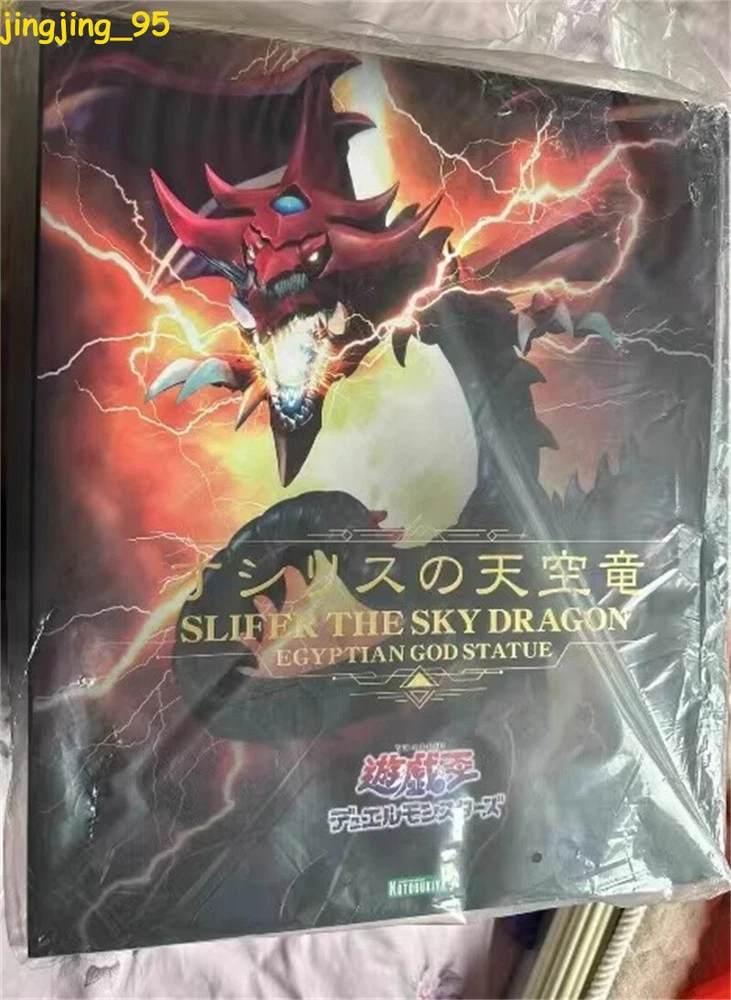 jingjing_95
オシリスの天空竜
SLIFER THE SKY DRAGON
EGYPTIAN GOD STATUE
遊戯王
デュエルモンスターズ
KOTOBUKIYA